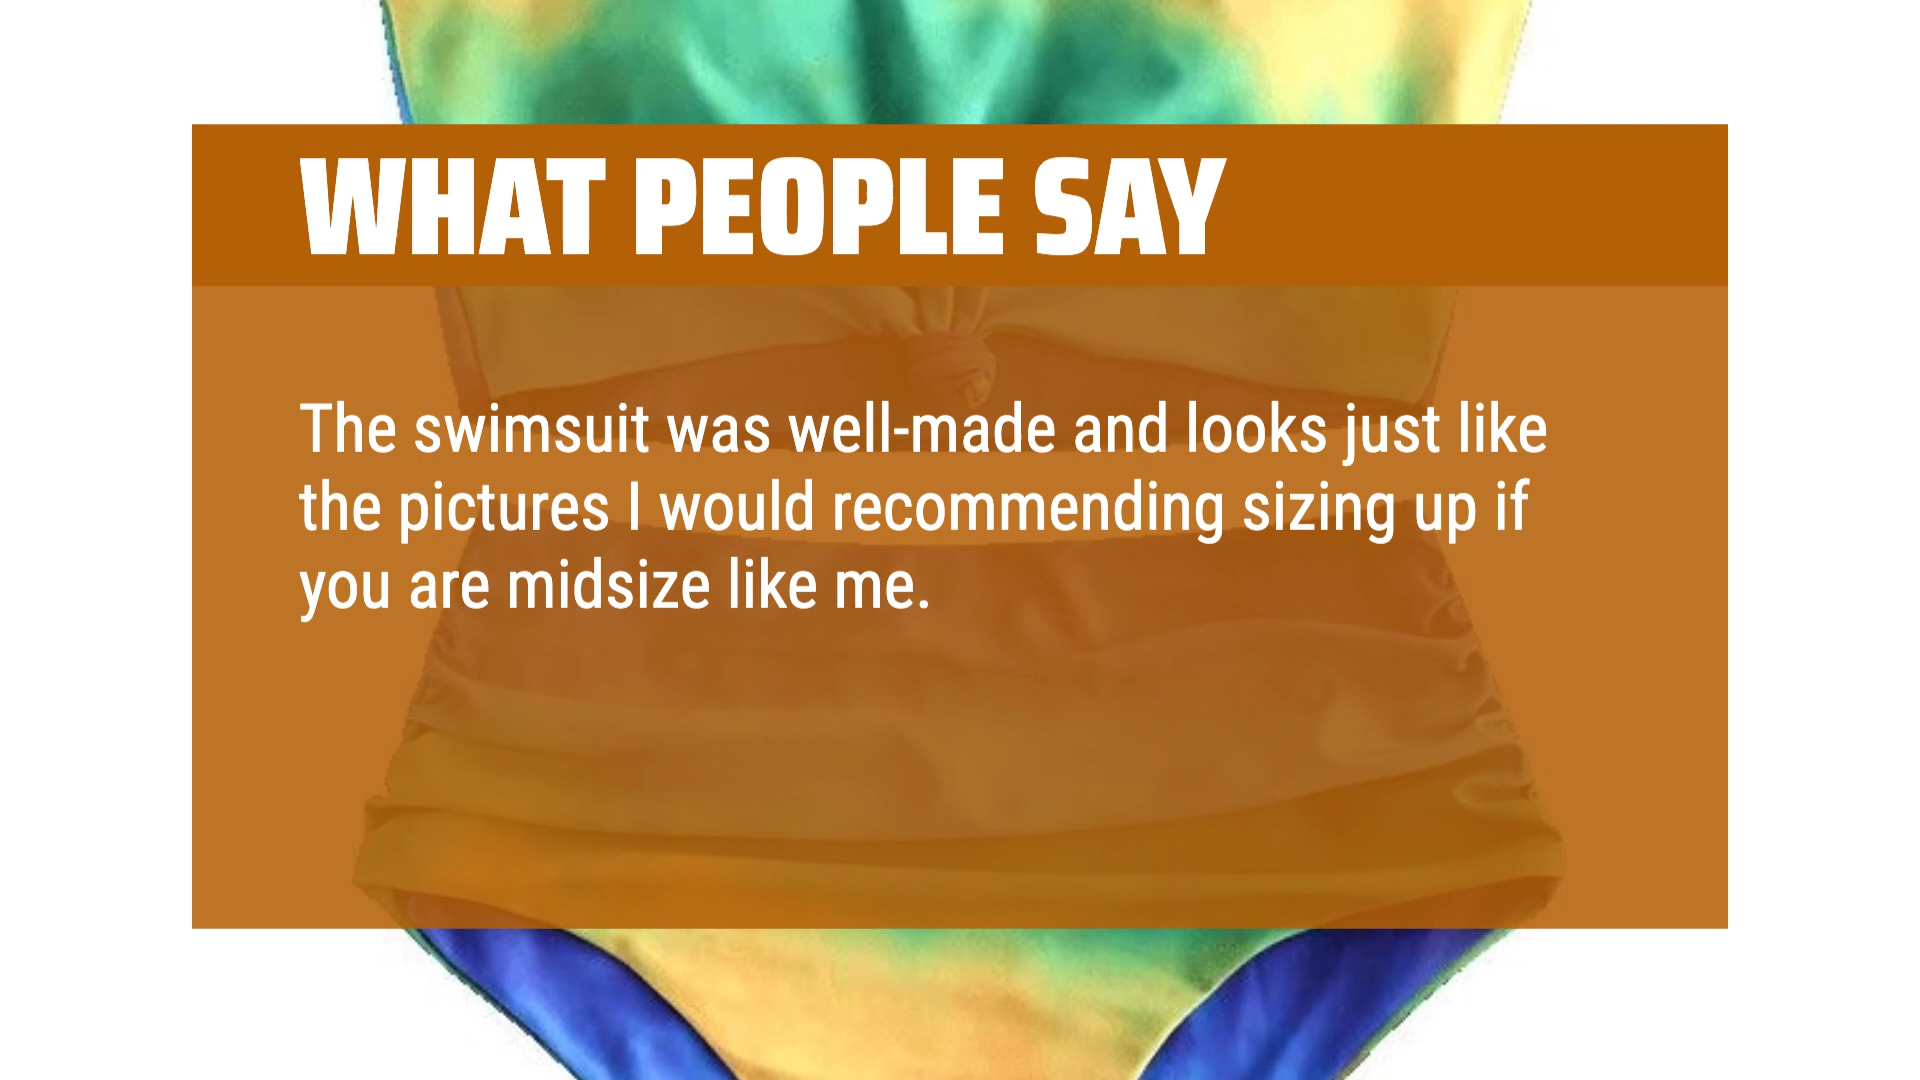 WHAT PEOPLE SAY
The swimsuit was well-made and looks just like
the pictures I would recommending sizing up if
you are midsize like me.